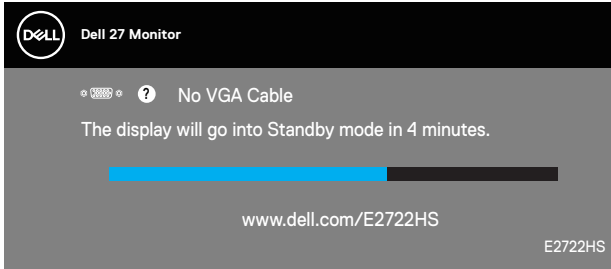 DELL
Dell 27 Monitor
? No VGA Cable
The display will go into Standby mode in 4 minutes.
www.dell.com/E2722HS
E2722HS